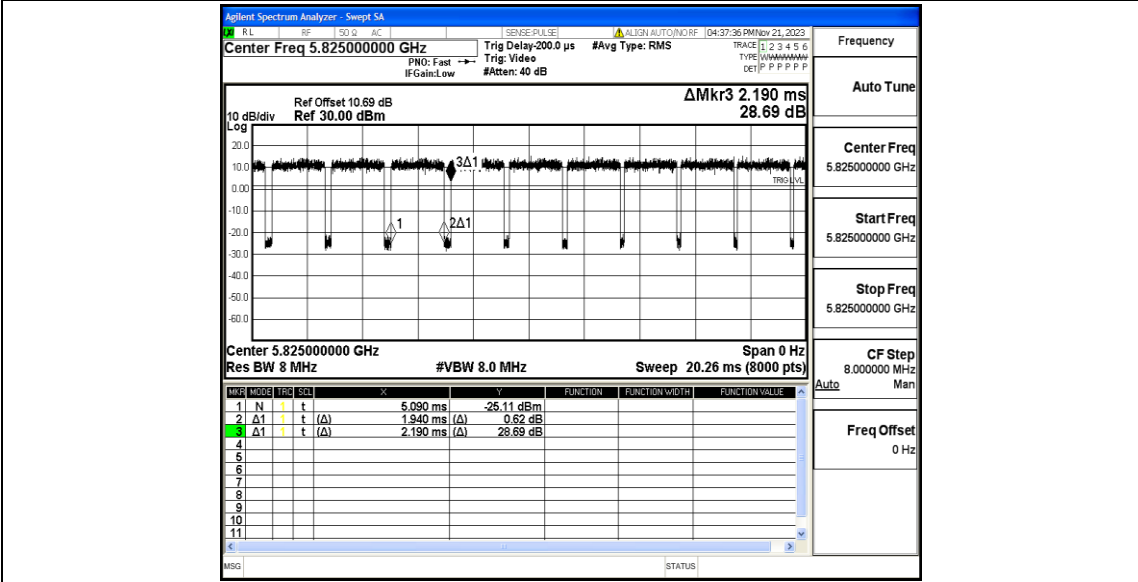 Agilent Spectrum Analyzer - Swept SA
RL RF 50 Ω AC SENSE:PULSE ALIGN AUTO/NO RF 04:37:36 PM Nov 21, 2023
Center Freq 5.825000000 GHz
Trig Delay-200.0 µs #Avg Type: RMS
TRACE 1 2 3 4 5 6
PNO: Fast Trig: Video
TYPE WWWWWW
IFGain:Low #Atten: 40 dB
DET P P P P P P
ΔMkr3 2.190 ms
28.69 dB
Ref Offset 10.69 dB
10 dB/div Ref 30.00 dBm
Log
20.0
10.0
0.00
-10.0
-20.0
-30.0
-40.0
-50.0
-60.0
3Δ1
TRIG LVL
1
2Δ1
Center 5.825000000 GHz Span 0 Hz
Res BW 8 MHz #VBW 8.0 MHz Sweep 20.26 ms (8000 pts)
MKR MODE TRC SCL X Y FUNCTION FUNCTION WIDTH FUNCTION VALUE
1 N t 5.090 ms -25.11 dBm
2 Δ1 t (Δ) 1.940 ms (Δ) 0.62 dB
3 Δ1 t (Δ) 2.190 ms (Δ) 28.69 dB
4
5
6
7
8
9
10
11
MSG STATUS
Frequency
Auto Tune
Center Freq
5.825000000 GHz
Start Freq
5.825000000 GHz
Stop Freq
5.825000000 GHz
CF Step
8.000000 MHz
Auto Man
Freq Offset
0 Hz